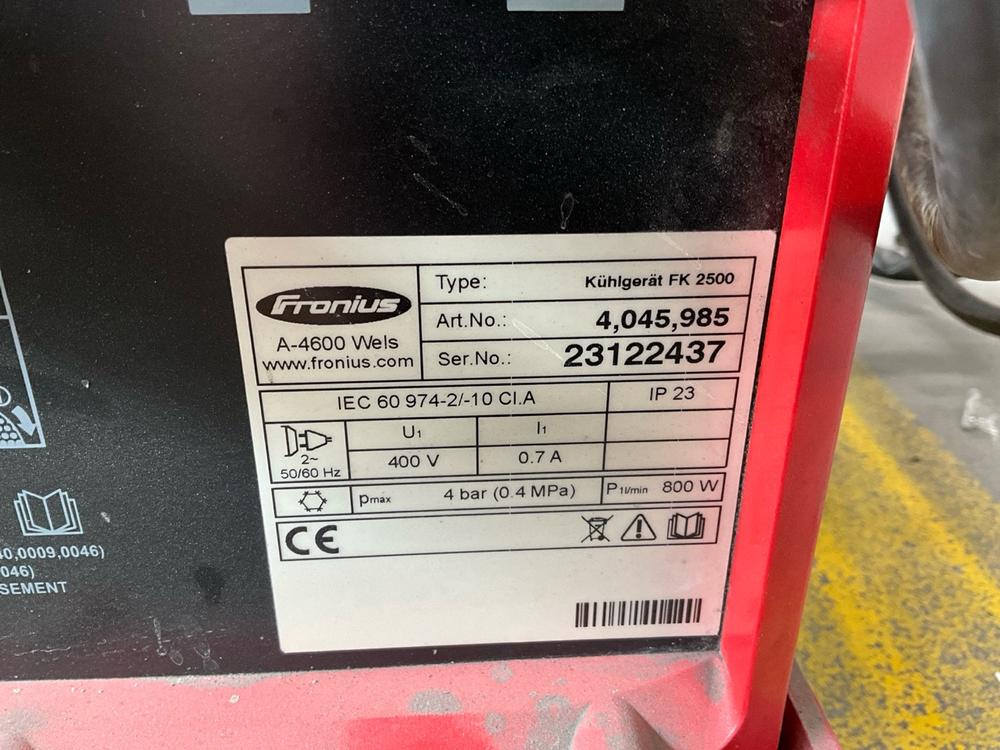 Fronius
A-4600 Wels
www.fronius.com
Type: Kühlgerät FK 2500
Art.No.: 4,045,985
Ser.No.: 23122437
IEC 60 974-2/-10 Cl.A IP 23
U1 I1
2~
50/60 Hz
400 V 0.7 A
pmax 4 bar (0.4 MPa) P1l/min 800 W
CE
40,0009,0046)
046)
SEMENT